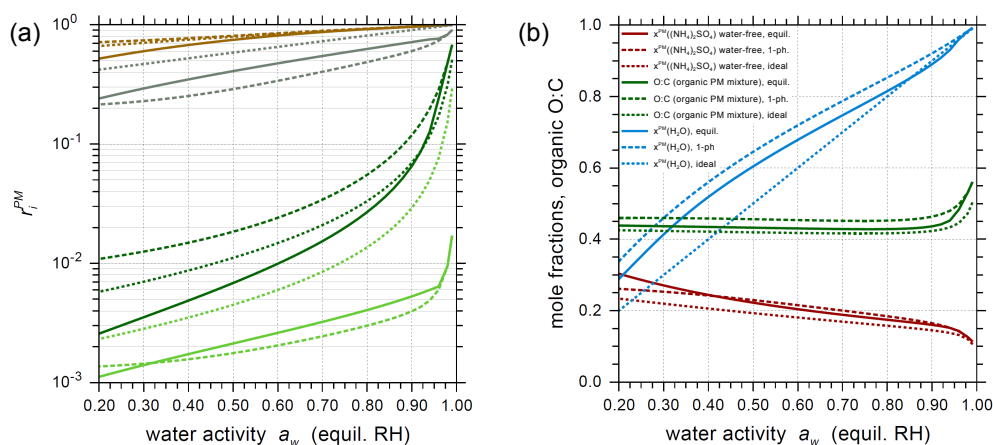 (a)
10⁰
10⁻¹
10⁻²
10⁻³
r_i^PM
0.20 0.30 0.40 0.50 0.60 0.70 0.80 0.90 1.00
water activity a_w (equil. RH)
(b)
1.0
0.8
0.6
0.4
0.2
0.0
mole fractions, organic O:C
x^PM((NH₄)₂SO₄) water-free, equil.
x^PM((NH₄)₂SO₄) water-free, 1-ph.
x^PM((NH₄)₂SO₄) water-free, ideal
O:C (organic PM mixture), equil.
O:C (organic PM mixture), 1-ph.
O:C (organic PM mixture), ideal
x^PM(H₂O), equil.
x^PM(H₂O), 1-ph
x^PM(H₂O), ideal
0.20 0.30 0.40 0.50 0.60 0.70 0.80 0.90 1.00
water activity a_w (equil. RH)